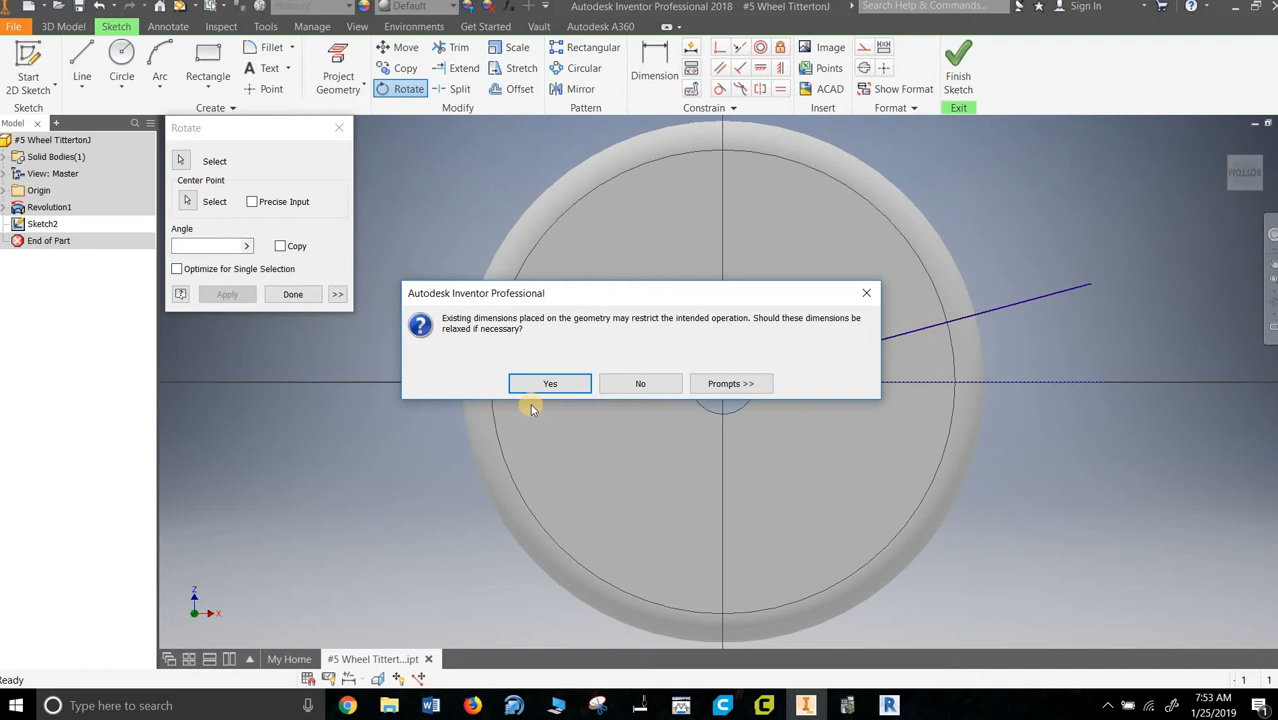 Material
Default
Autodesk Inventor Professional 2018
#5 Wheel TittertonJ
Search Help & Commands...
Sign In
File
3D Model
Sketch
Annotate
Inspect
Tools
Manage
View
Environments
Get Started
Vault
Autodesk A360
Start
2D Sketch
Line
Circle
Arc
Rectangle
Fillet
Text
Point
Project
Geometry
Move
Copy
Rotate
Trim
Extend
Split
Scale
Stretch
Offset
Rectangular
Circular
Mirror
Dimension
Image
Points
ACAD
Show Format
Finish
Sketch
Sketch
Create
Modify
Pattern
Constrain
Insert
Format
Exit
Model
#5 Wheel TittertonJ
Solid Bodies(1)
View: Master
Origin
Revolution1
Sketch2
End of Part
Rotate
Select
Center Point
Select
Precise Input
Angle
Copy
Optimize for Single Selection
Apply
Done
>>
Autodesk Inventor Professional
Existing dimensions placed on the geometry may restrict the intended operation. Should these dimensions be
relaxed if necessary?
Yes
No
Prompts >>
BOTTOM
Z
X
My Home
#5 Wheel Tittert...ipt
Ready
1
1
Type here to search
7:53 AM
1/25/2019